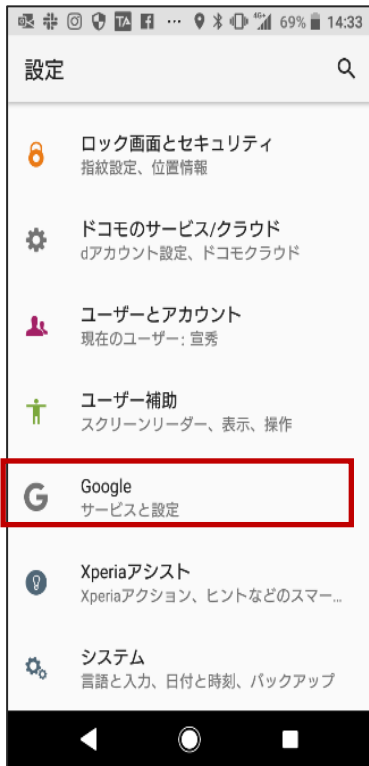 69% 14:33
設定
ロック画面とセキュリティ
指紋設定、位置情報
ドコモのサービス/クラウド
dアカウント設定、ドコモクラウド
ユーザーとアカウント
現在のユーザー: 宣秀
ユーザー補助
スクリーンリーダー、表示、操作
Google
サービスと設定
Xperiaアシスト
Xperiaアクション、ヒントなどのスマー...
システム
言語と入力、日付と時刻、バックアップ